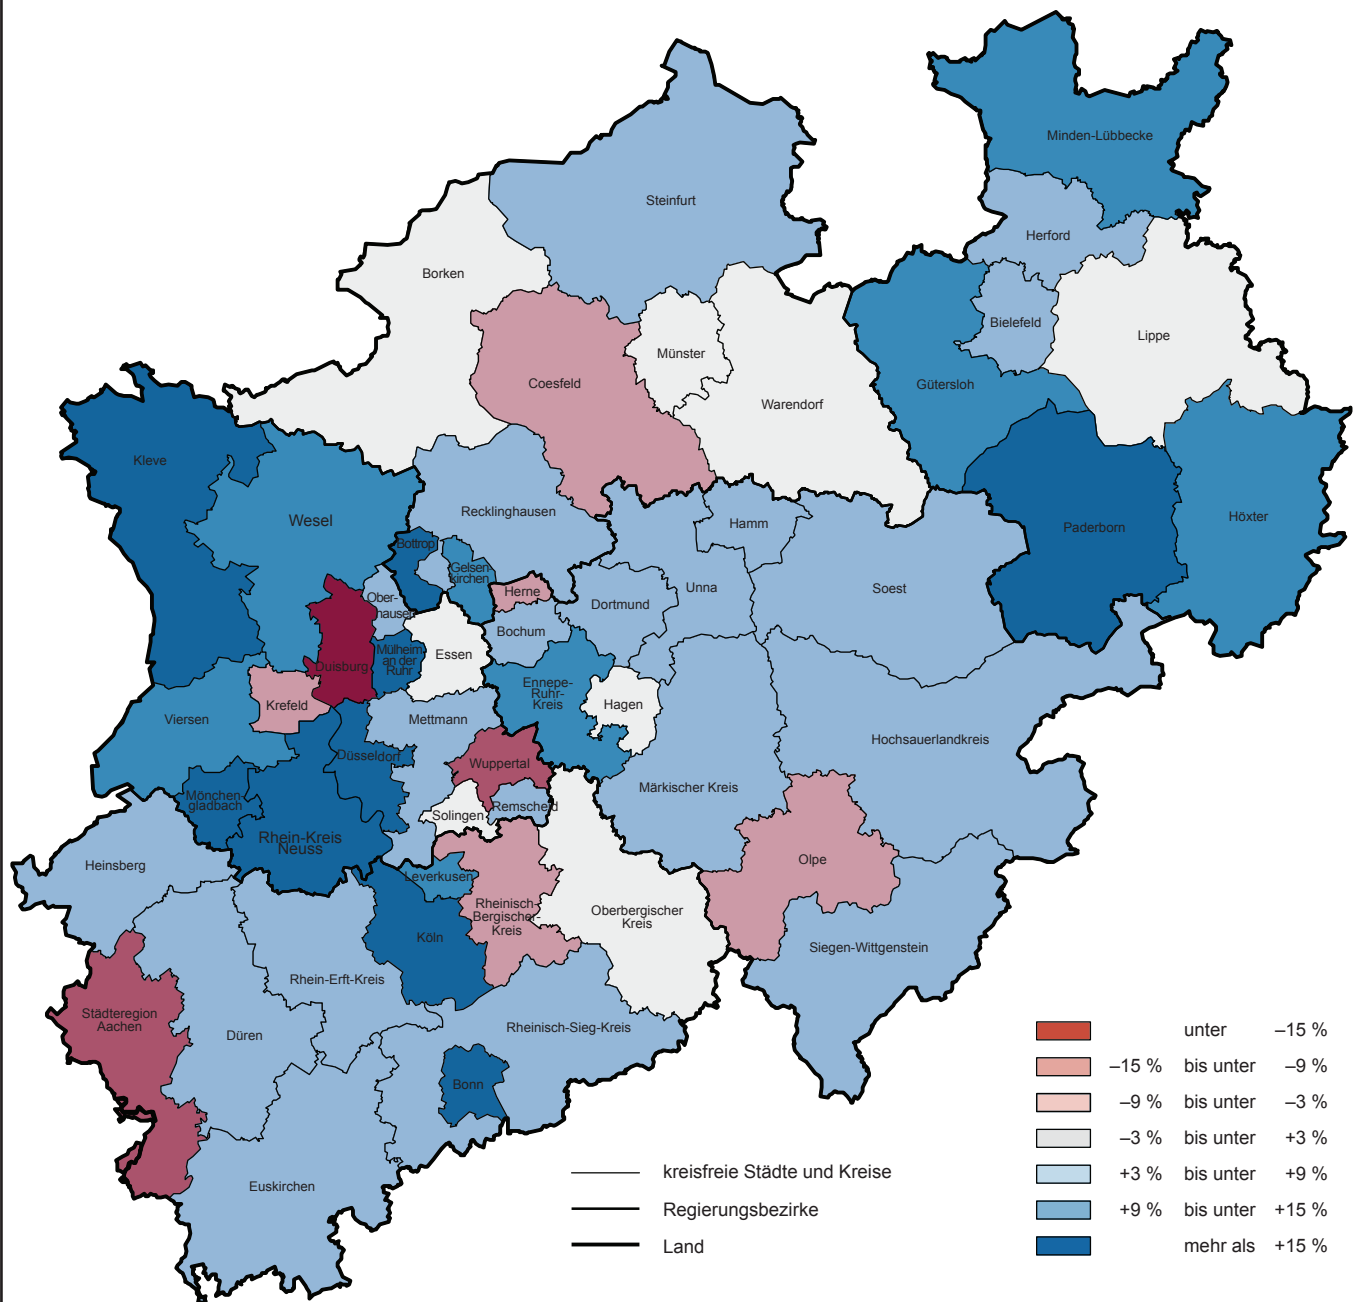 Minden-Lübbecke
Steinfurt
Herford
Borken
Bielefeld
Lippe
Münster
Coesfeld
Gütersloh
Warendorf
Kleve
Recklinghausen
Höxter
Wesel
Hamm
Paderborn
Bottrop
Gelsen-
kirchen
Unna
Soest
Herne
Ober-
hausen
Dortmund
Bochum
Mülheim
an der
Ruhr
Essen
Duisburg
Ennepe-
Ruhr-
Kreis
Krefeld
Hagen
Viersen
Mettmann
Hochsauerlandkreis
Düsseldorf
Wuppertal
Märkischer Kreis
Mönchen-
gladbach
Remscheid
Solingen
Rhein-Kreis
Neuss
Heinsberg
Olpe
Leverkusen
Rheinisch-
Bergischer-
Kreis
Oberbergischer
Kreis
Köln
Siegen-Wittgenstein
Rhein-Erft-Kreis
Städteregion
Aachen
Düren
Rheinisch-Sieg-Kreis
Bonn
Euskirchen
unter –15 %
–15 % bis unter –9 %
–9 % bis unter –3 %
–3 % bis unter +3 %
+3 % bis unter +9 %
+9 % bis unter +15 %
mehr als +15 %
kreisfreie Städte und Kreise
Regierungsbezirke
Land